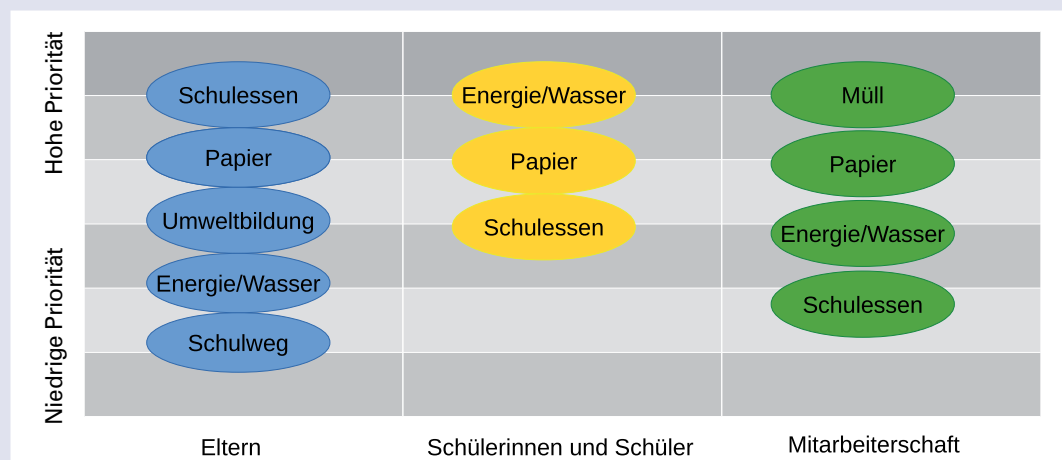 Hohe Priorität
Niedrige Priorität
Schulessen
Papier
Umweltbildung
Energie/Wasser
Schulweg
Energie/Wasser
Papier
Schulessen
Müll
Papier
Energie/Wasser
Schulessen
Eltern
Schülerinnen und Schüler
Mitarbeiterschaft